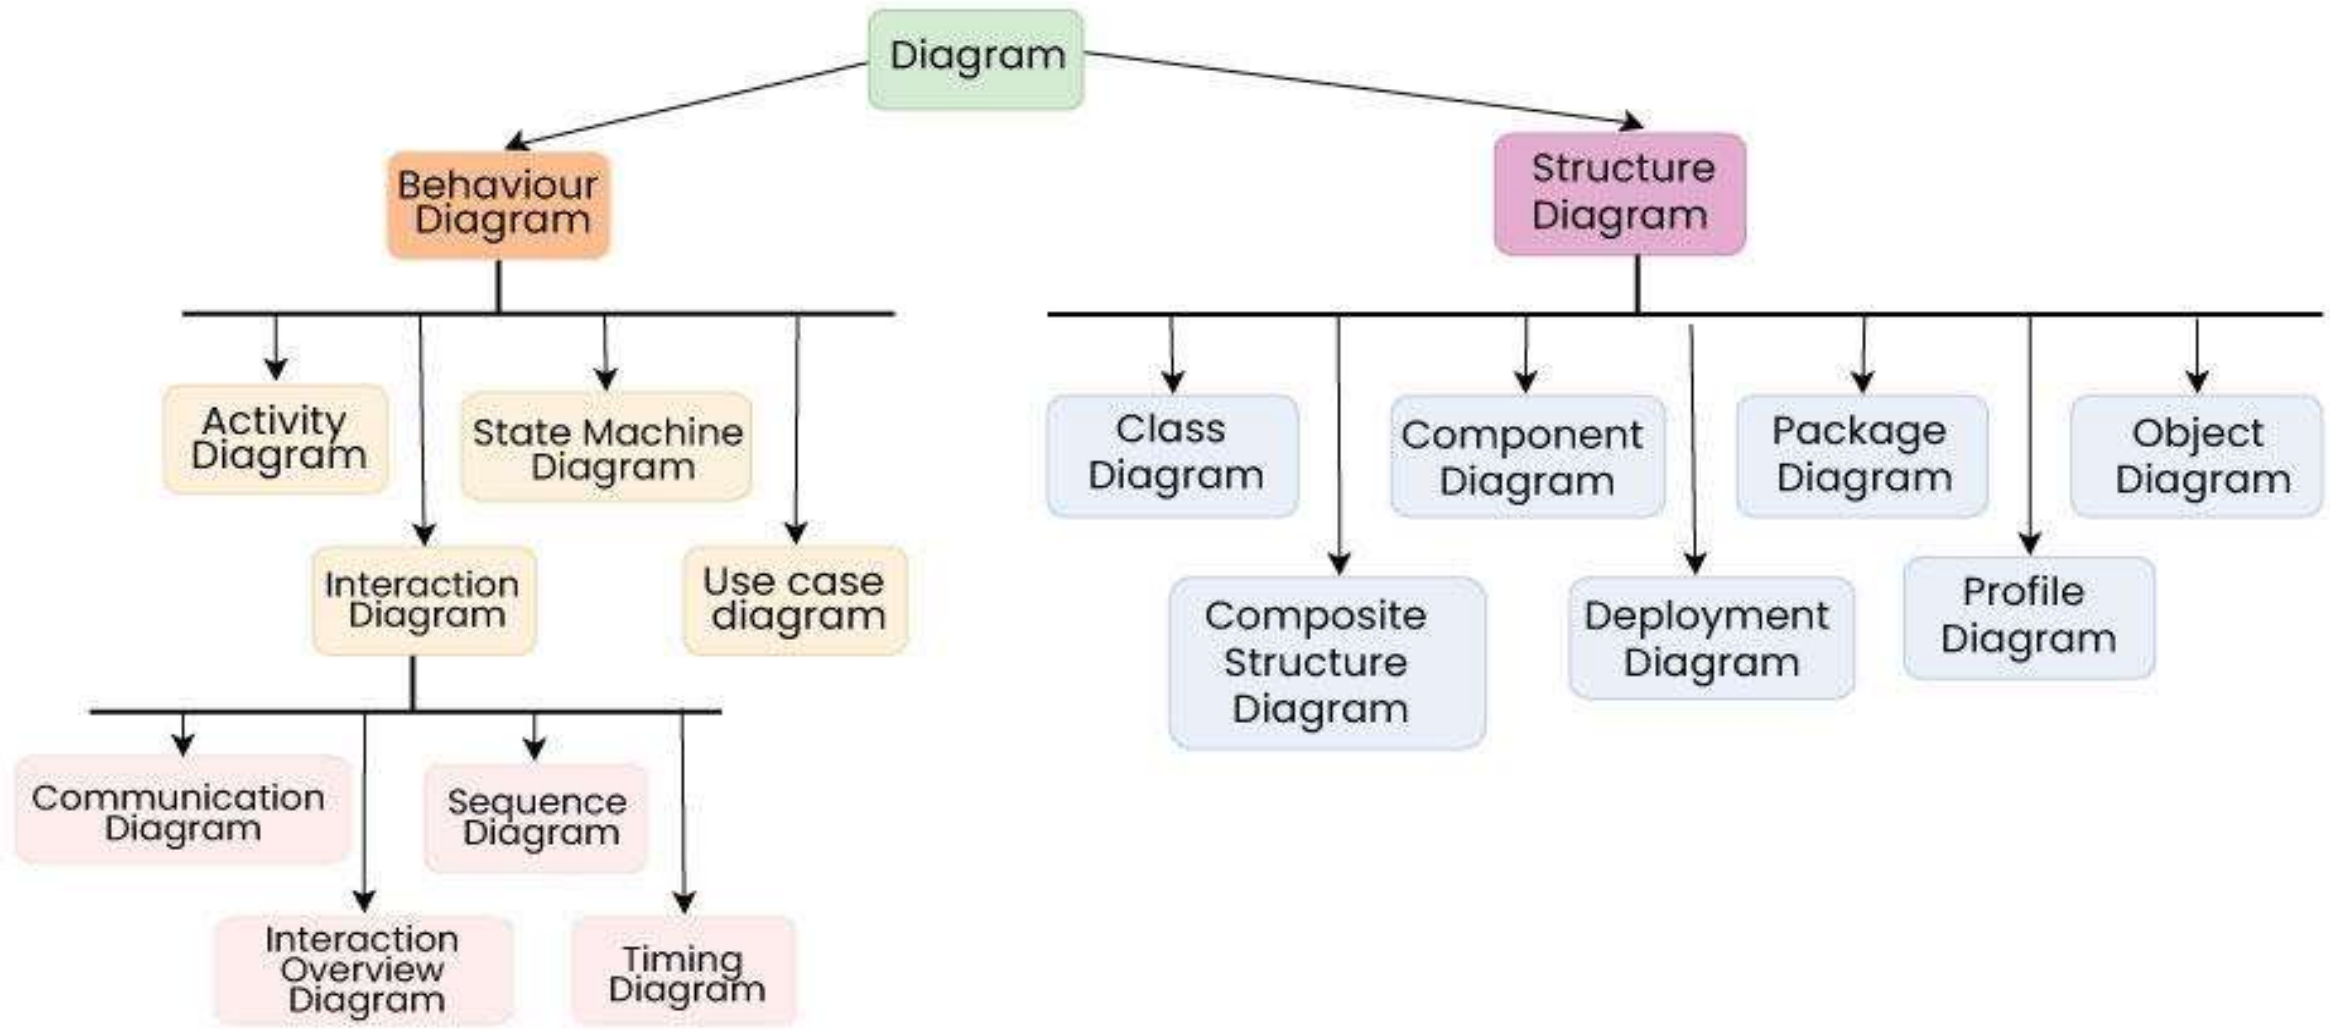 Diagram
Behaviour
Diagram
Structure
Diagram
Activity
Diagram
State Machine
Diagram
Interaction
Diagram
Use case
diagram
Communication
Diagram
Sequence
Diagram
Interaction
Overview
Diagram
Timing
Diagram
Class
Diagram
Component
Diagram
Package
Diagram
Object
Diagram
Composite
Structure
Diagram
Deployment
Diagram
Profile
Diagram